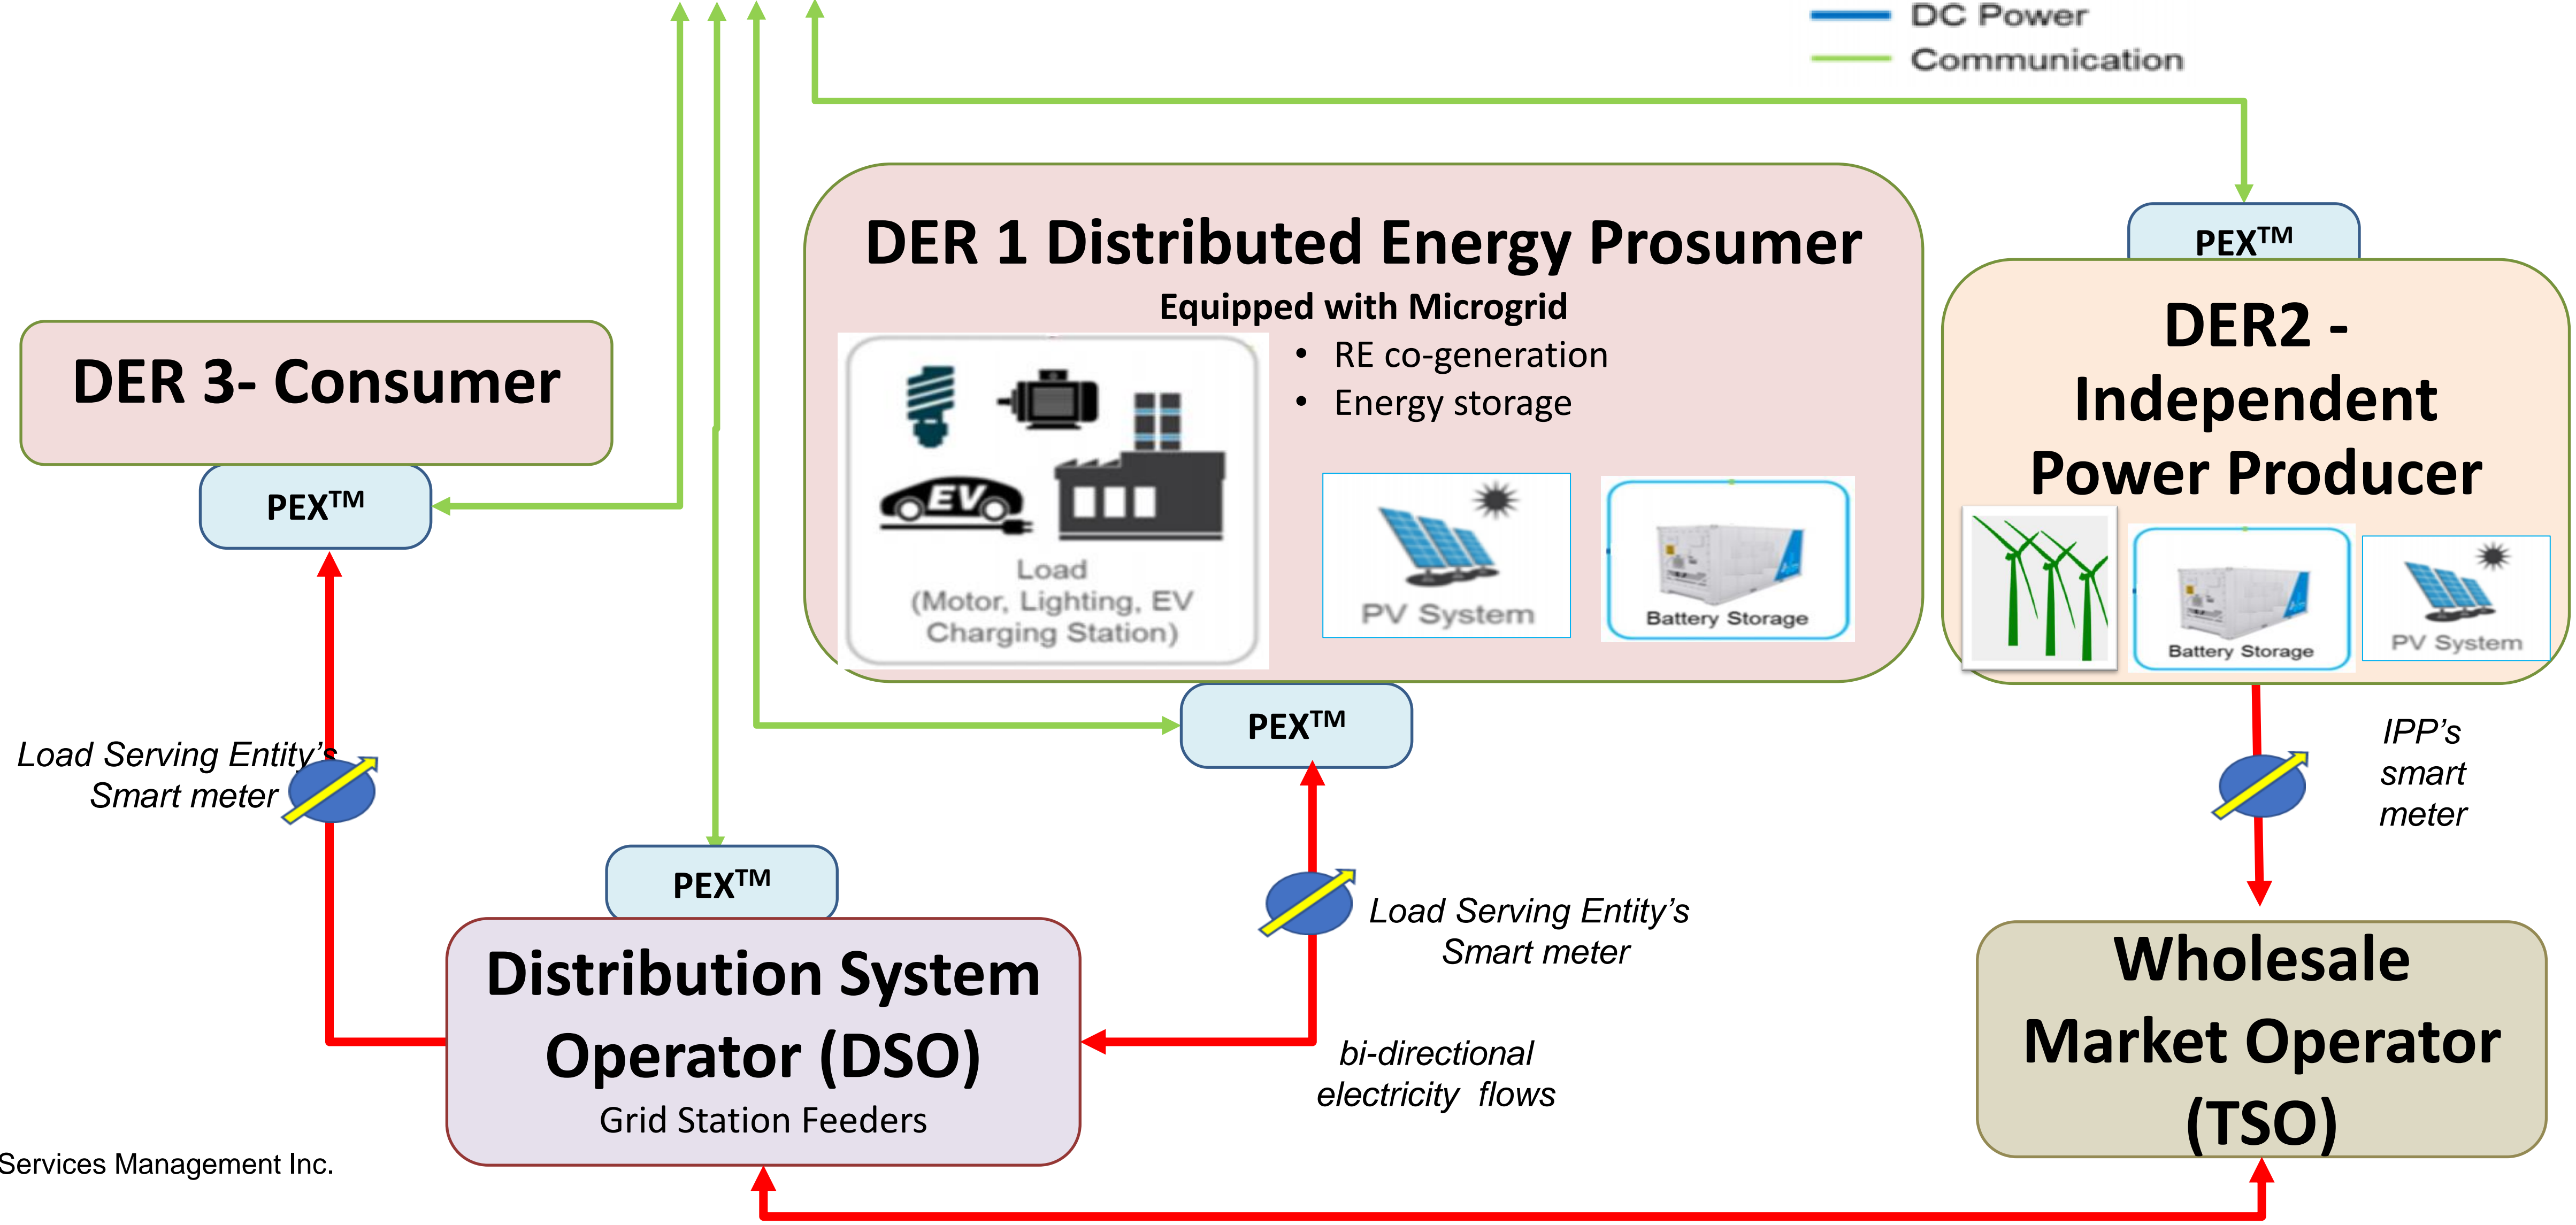 DC Power
Communication
DER 1 Distributed Energy Prosumer
Equipped with Microgrid
• RE co-generation
• Energy storage
EV
Load
(Motor, Lighting, EV
Charging Station)
PV System
Battery Storage
PEX™
PEX™
DER2 -
Independent
Power Producer
Battery Storage
PV System
DER 3- Consumer
PEX™
Load Serving Entity's
Smart meter
IPP's
smart
meter
PEX™
Load Serving Entity's
Smart meter
Distribution System
Operator (DSO)
Grid Station Feeders
bi-directional
electricity flows
Wholesale
Market Operator
(TSO)
Services Management Inc.